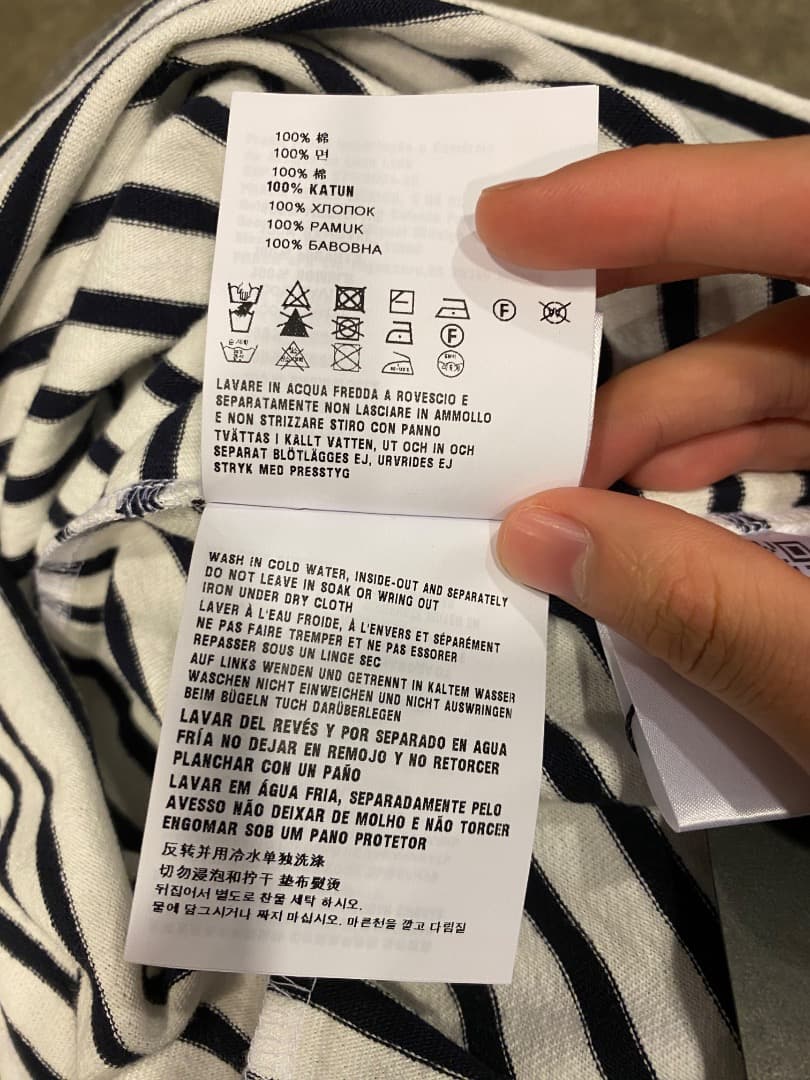 100% 棉
100% 면
100% 棉
100% KATUN
100% ХЛОПОК
100% PAMUK
100% БАВОВНА
F
F
LAVARE IN ACQUA FREDDA A ROVESCIO E
SEPARATAMENTE NON LASCIARE IN AMMOLLO
E NON STRIZZARE STIRO CON PANNO
TVÄTTAS I KALLT VATTEN, UT OCH IN OCH
SEPARAT BLÖTLÄGGES EJ, URVRIDES EJ
STRYK MED PRESSTYG
WASH IN COLD WATER, INSIDE-OUT AND SEPARATELY
DO NOT LEAVE IN SOAK OR WRING OUT
IRON UNDER DRY CLOTH
LAVER À L'EAU FROIDE, À L'ENVERS ET SÉPARÉMENT
NE PAS FAIRE TREMPER ET NE PAS ESSORER
REPASSER SOUS UN LINGE SEC
AUF LINKS WENDEN UND GETRENNT IN KALTEM WASSER
WASCHEN NICHT EINWEICHEN UND NICHT AUSWRINGEN
BEIM BÜGELN TUCH DARÜBERLEGEN
LAVAR DEL REVÉS Y POR SEPARADO EN AGUA
FRÍA NO DEJAR EN REMOJO Y NO RETORCER
PLANCHAR CON UN PAÑO
LAVAR EM ÁGUA FRIA, SEPARADAMENTE PELO
AVESSO NÃO DEIXAR DE MOLHO E NÃO TORCER
ENGOMAR SOB UM PANO PROTETOR
反转并用冷水单独洗涤
切勿浸泡和拧干 垫布熨烫
뒤집어서 별도로 찬물 세탁 하시오.
물에 담그시거나 짜지 마십시오. 마른천을 깔고 다림질